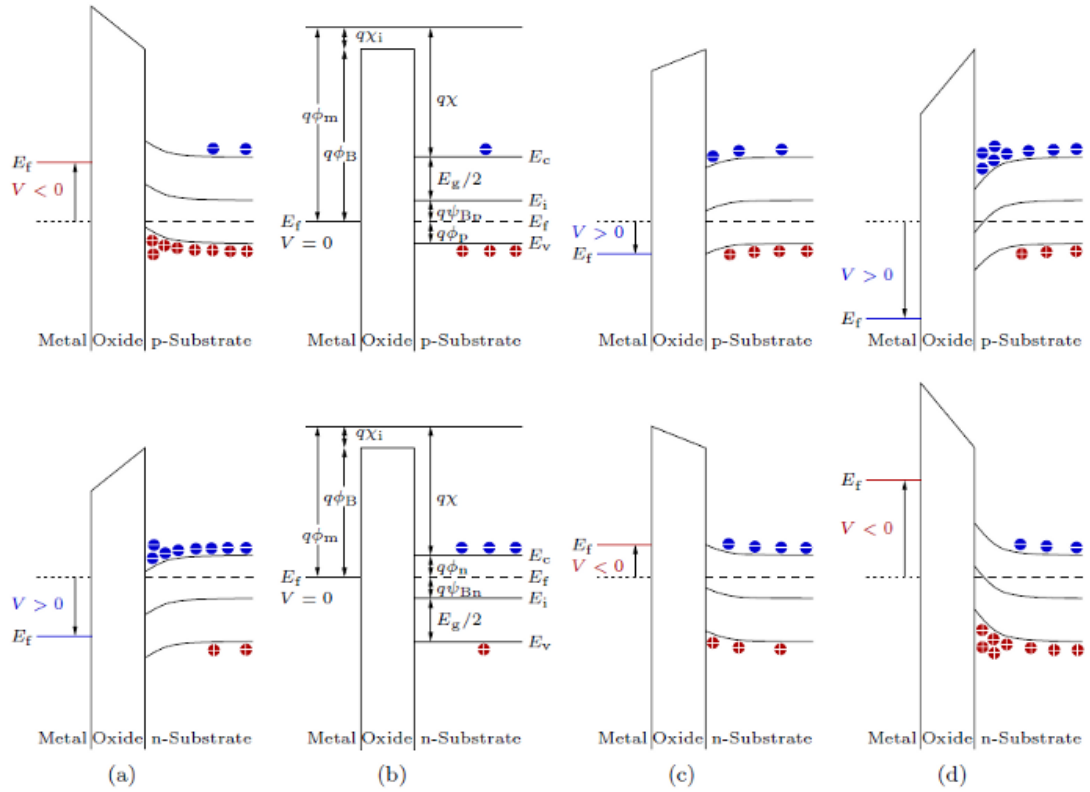 E_f
V < 0
Metal Oxide p-Substrate
qχ_i
qϕ_m
qϕ_B
qχ
E_c
E_g/2
E_i
qψ_Bp
E_f
E_f
qϕ_p
V = 0
E_v
Metal Oxide p-Substrate
V > 0
E_f
Metal Oxide p-Substrate
V > 0
E_f
Metal Oxide p-Substrate
E_f
V > 0
E_f
Metal Oxide n-Substrate
qχ_i
qϕ_B
qχ
qϕ_m
E_c
qϕ_n
E_f
E_f
qψ_Bn
V = 0
E_i
E_g/2
E_v
Metal Oxide n-Substrate
E_f
V < 0
Metal Oxide n-Substrate
E_f
V < 0
Metal Oxide n-Substrate
(a) (b) (c) (d)